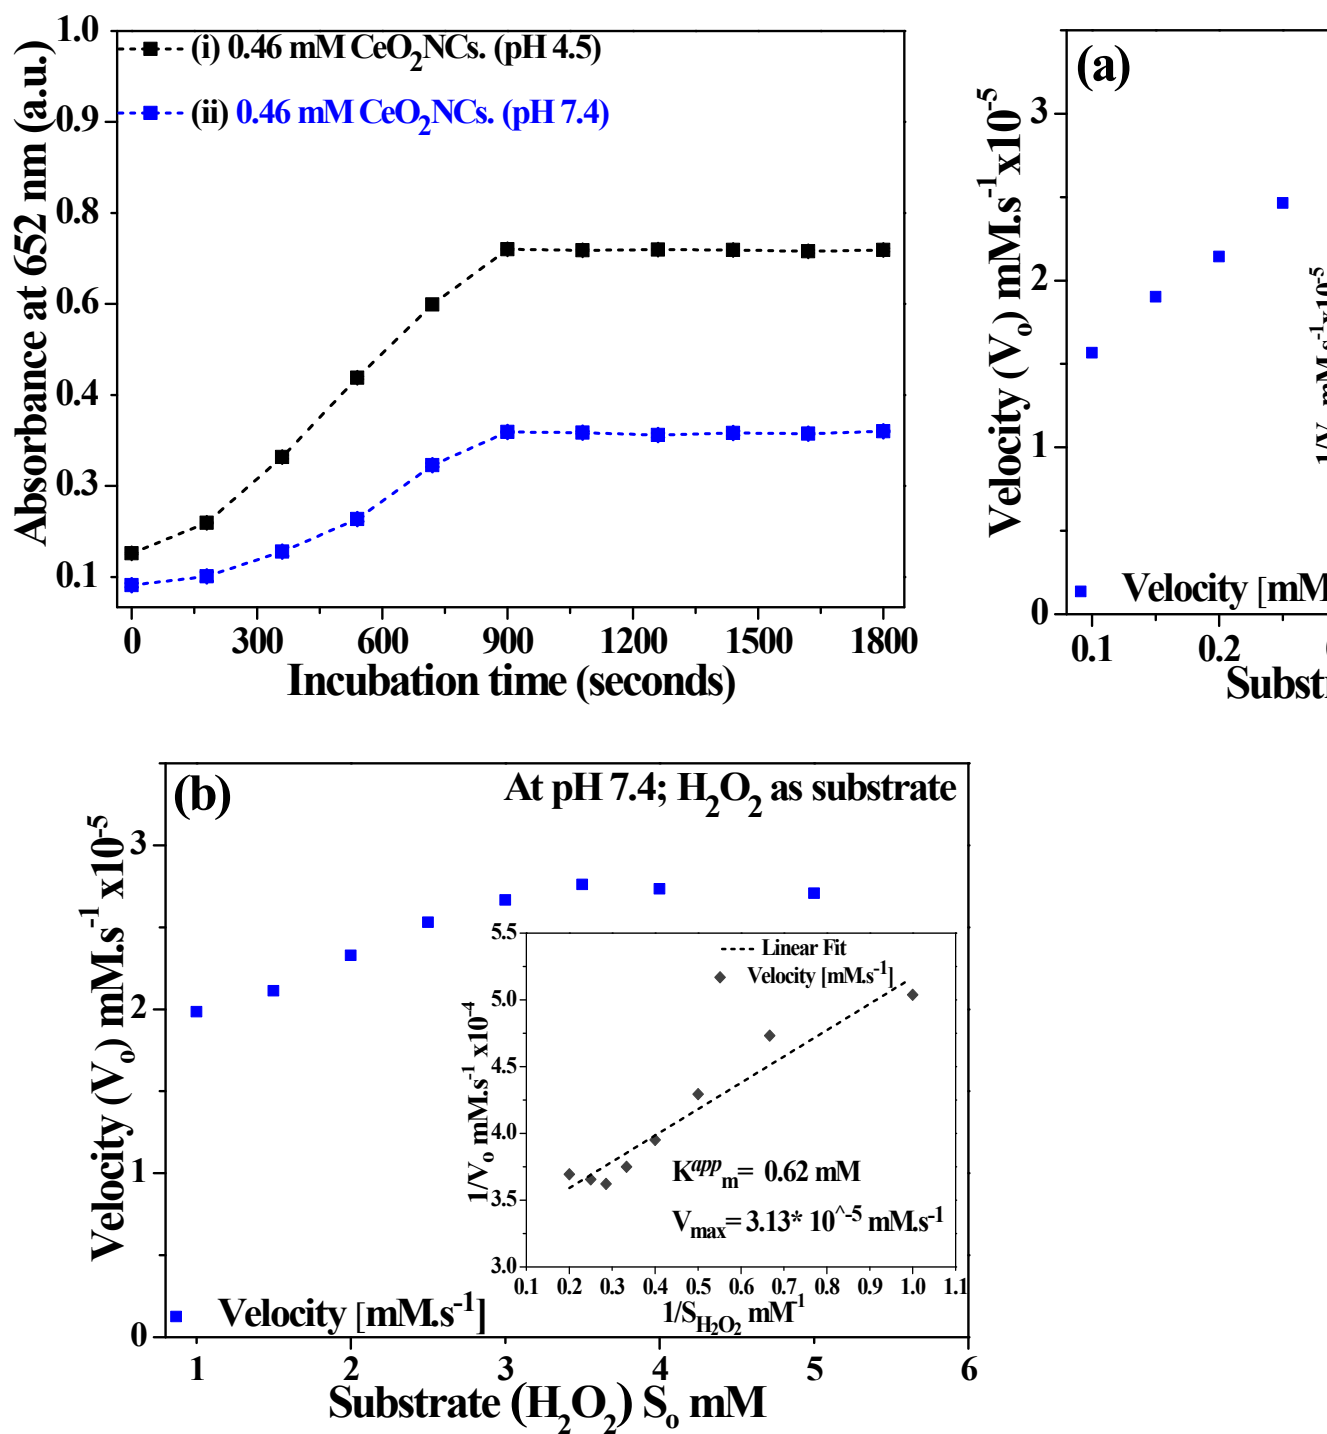 1.0
0.9
0.8
0.6
0.4
0.3
0.1
Absorbance at 652 nm (a.u.)
(i) 0.46 mM CeO₂NCs. (pH 4.5)
(ii) 0.46 mM CeO₂NCs. (pH 7.4)
0 300 600 900 1200 1500 1800
Incubation time (seconds)
(a)
Velocity (Vₒ) mM.s⁻¹x10⁻⁵
3
2
1
0
Velocity [mM
0.1 0.2
(b)
At pH 7.4; H₂O₂ as substrate
Velocity (Vₒ) mM.s⁻¹ x10⁻⁵
3
2
1
0
Velocity [mM.s⁻¹]
1 2 3 4 5 6
Substrate (H₂O₂) Sₒ mM
1/Vₒ mM.s⁻¹ x10⁻⁴
5.5
5.0
4.5
4.0
3.5
3.0
Linear Fit
Velocity [mM.s⁻¹]
Kᵃᵖᵖₘ= 0.62 mM
Vₘₐₓ= 3.13* 10^⁻⁵ mM.s⁻¹
0.1 0.2 0.3 0.4 0.5 0.6 0.7 0.8 0.9 1.0 1.1
1/S_H₂O₂ mM⁻¹